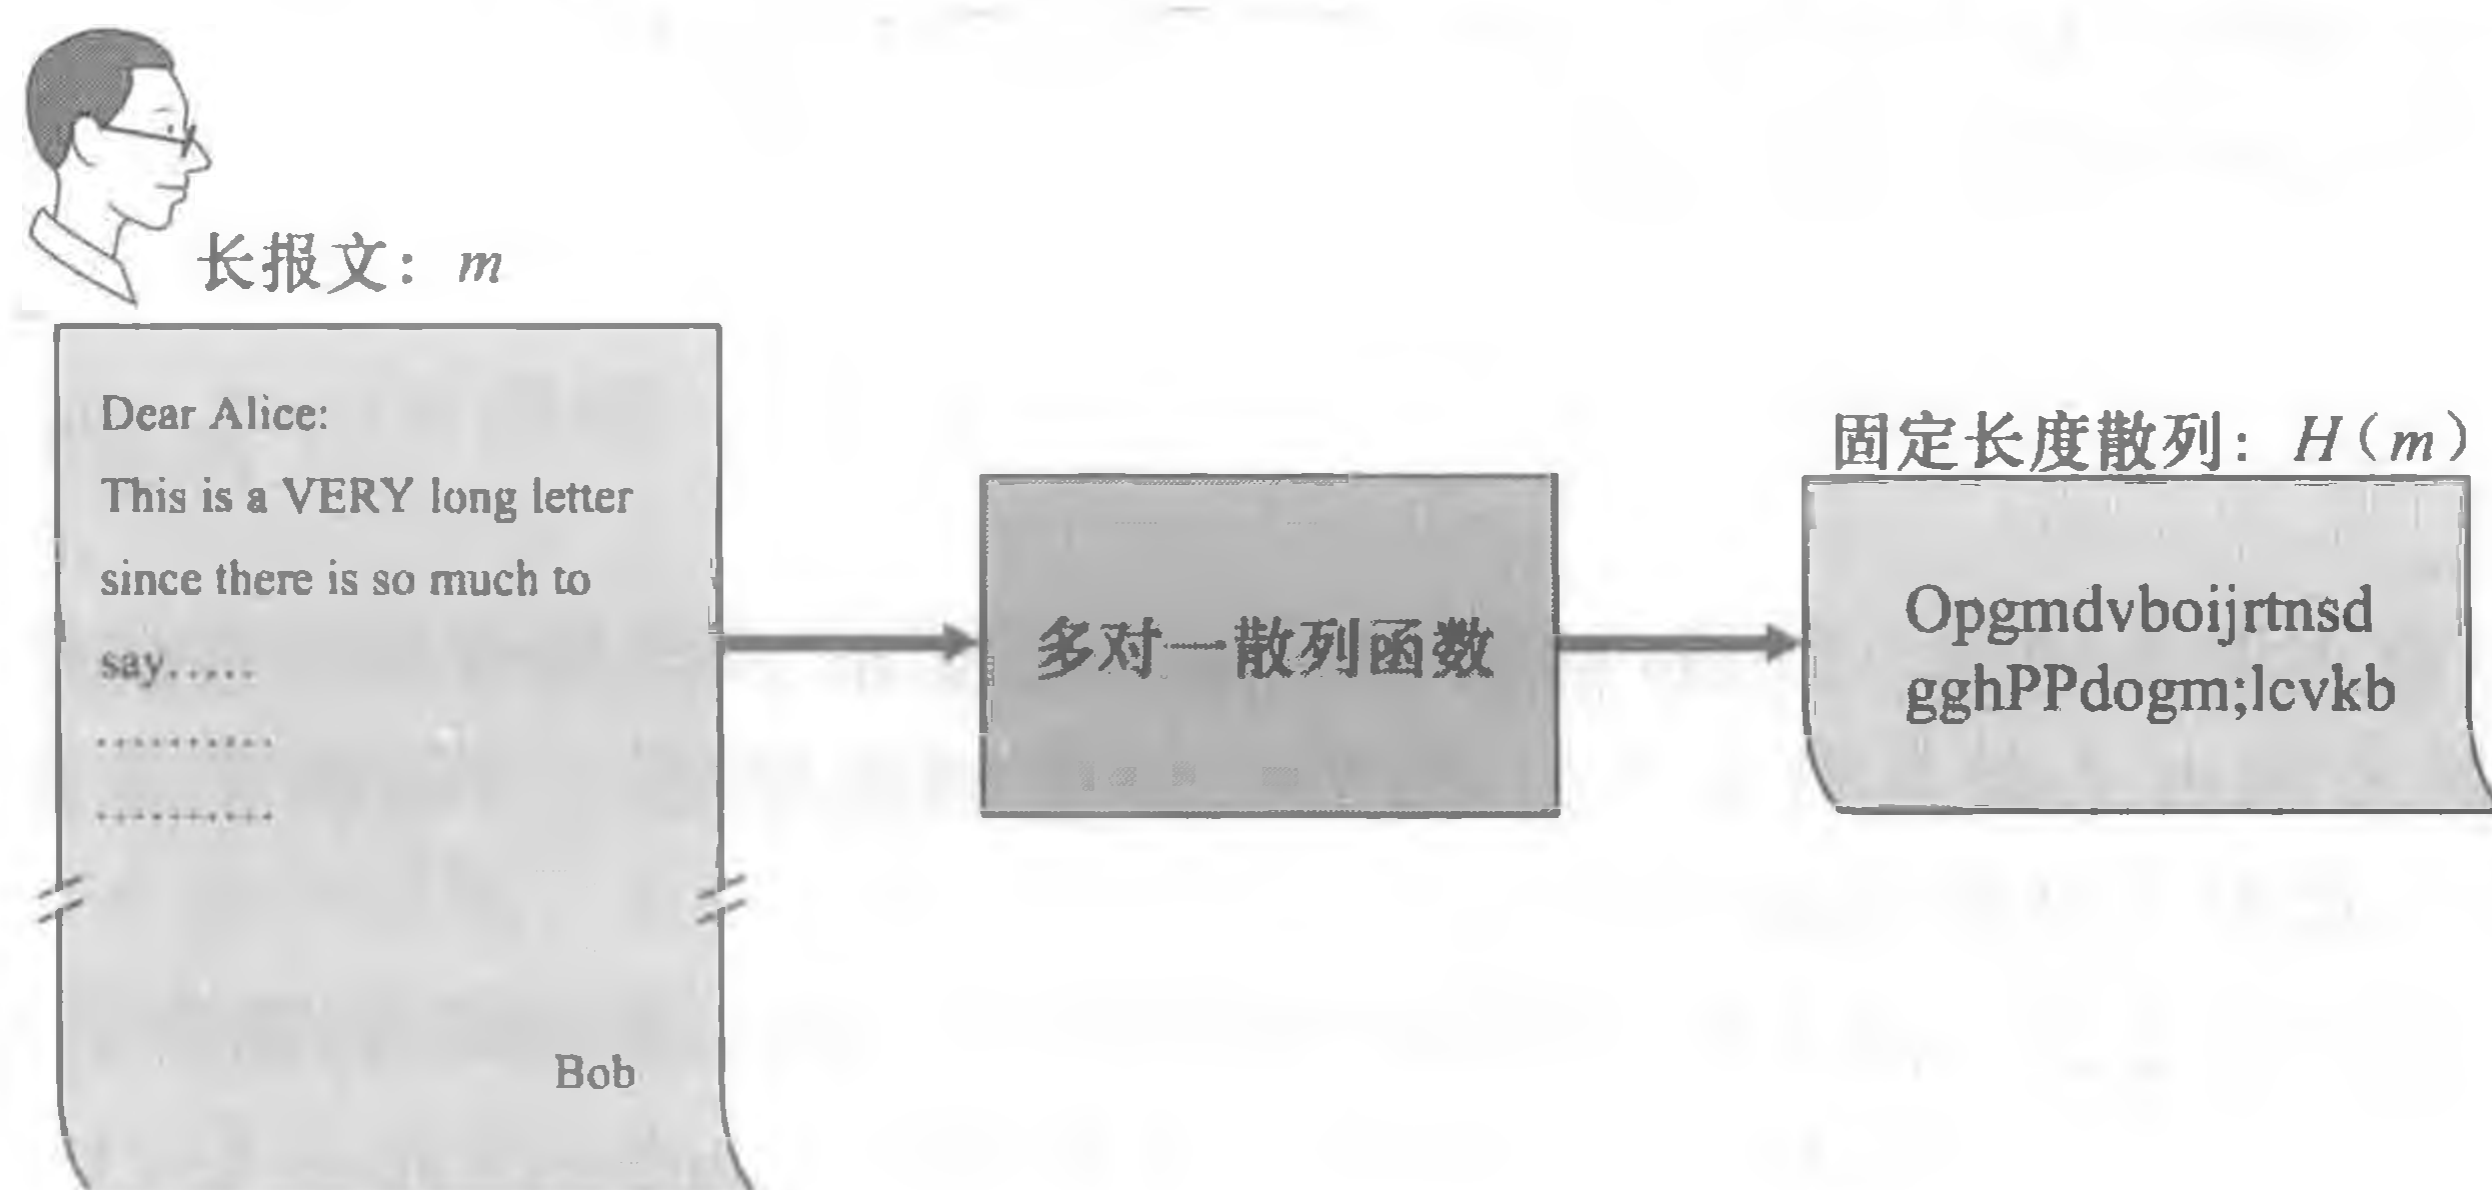 长报文：m
Dear Alice:
This is a VERY long letter
since there is so much to
say.....
..........
..........
Bob
多对一散列函数
固定长度散列：H（m）
Opgmdvboijrtnsd
gghPPdogm;lcvkb